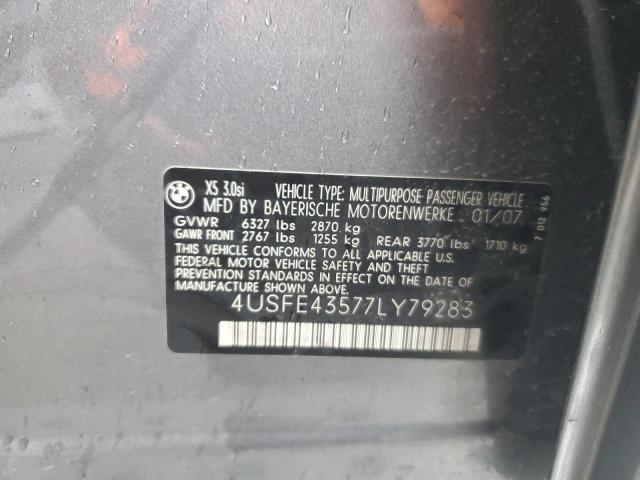 BMW
X5 3.0si VEHICLE TYPE: MULTIPURPOSE PASSENGER VEHICLE
MFD BY BAYERISCHE MOTORENWERKE 01/07
GVWR 6327 lbs 2870 kg
GAWR FRONT 2767 lbs 1255 kg REAR 3770 lbs 1710 kg
THIS VEHICLE CONFORMS TO ALL APPLICABLE U.S.
FEDERAL MOTOR VEHICLE SAFETY AND THEFT
PREVENTION STANDARDS IN EFFECT ON THE DATE OF
MANUFACTURE SHOWN ABOVE.
4USFE43577LY79283
7 012 656